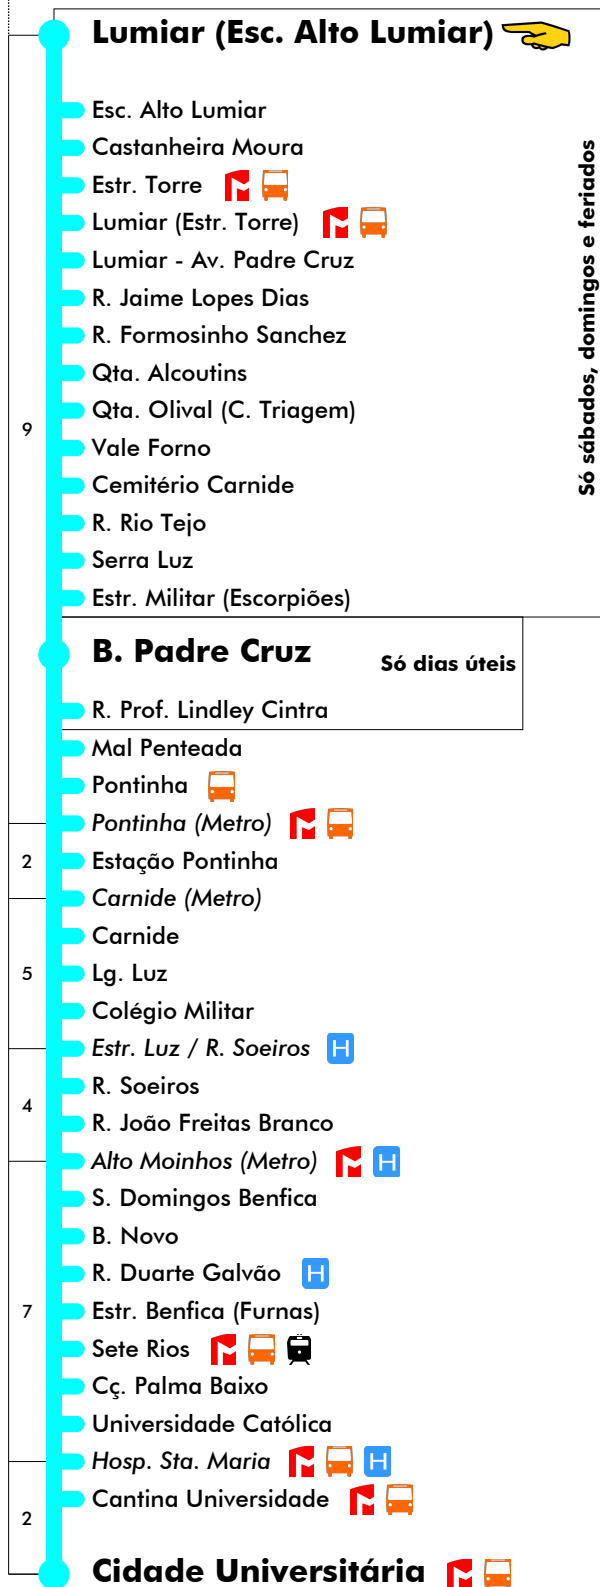 Lumiar (Esc. Alto Lumiar)
Esc. Alto Lumiar
Castanheira Moura
Estr. Torre
Lumiar (Estr. Torre)
Lumiar - Av. Padre Cruz
R. Jaime Lopes Dias
R. Formosinho Sanchez
Qta. Alcoutins
Qta. Olival (C. Triagem)
9
Vale Forno
Cemitério Carnide
R. Rio Tejo
Serra Luz
Estr. Militar (Escorpiões)
Só sábados, domingos e feriados
B. Padre Cruz
Só dias úteis
R. Prof. Lindley Cintra
Mal Penteada
Pontinha
Pontinha (Metro)
2
Estação Pontinha
Carnide (Metro)
Carnide
5
Lg. Luz
Colégio Militar
Estr. Luz / R. Soeiros H
R. Soeiros
4
R. João Freitas Branco
Alto Moinhos (Metro) H
S. Domingos Benfica
B. Novo
R. Duarte Galvão H
7
Estr. Benfica (Furnas)
Sete Rios
Cç. Palma Baixo
Universidade Católica
Hosp. Sta. Maria H
Cantina Universidade
2
Cidade Universitária